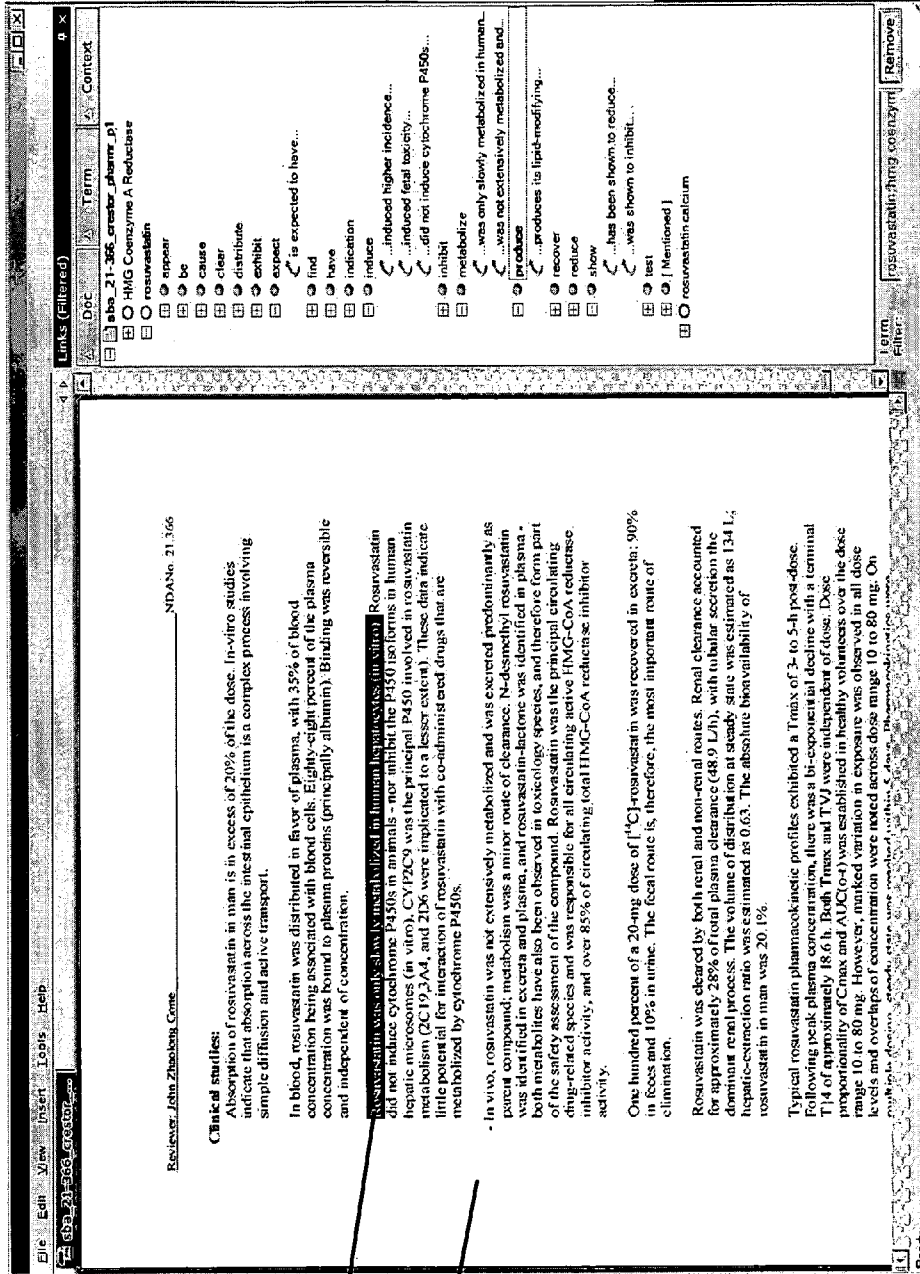 File Edit View Insert Tools Help
sba_21-366_crestor_...
Reviewer: John Zhaolong Gong NDANo. 21.366
Clinical studies:
Absorption of rosuvastatin in man is in excess of 20% of the dose. In-vitro studies
indicate that absorption across the intestinal epithelium is a complex process involving
simple diffusion and active transport.
In blood, rosuvastatin was distributed in favor of plasma, with 35% of blood
concentration being associated with blood cells. Eighty-eight percent of the plasma
concentration was bound to plasma proteins (principally albumin). Binding was reversible
and independent of concentration.
Rosuvastatin was only slowly metabolized in human hepatocytes (in vitro). Rosuvastatin
did not induce cytochrome P450s in animals - nor inhibit the P450 isoforms in human
hepatic microsomes (in vitro). CYP2C9 was the principal P450 involved in rosuvastatin
metabolism (2C19,3A4, and 2D6 were implicated to a lesser extent). These data indicate
little potential for interaction of rosuvastatin with co-administered drugs that are
metabolized by cytochrome P450s.
- In vivo, rosuvastatin was not extensively metabolized and was excreted predominantly as
parent compound; metabolism was a minor route of clearance. N-desmethyl rosuvastatin
was identified in excreta and plasma, and rosuvastatin-lactone was identified in plasma -
both metabolites have also been observed in toxicology species, and therefore form part
of the safety assessment of the compound. Rosuvastatin was the principal circulating
drug-related species and was responsible for all circulating active HMG-CoA reductase
inhibitor activity, and over 85% of circulating total HMG-CoA reductase inhibitor
activity.
One hundred percent of a 20-mg dose of [14C]-rosuvastatin was recovered in excreta: 90%
in feces and 10% in urine. The fecal route is, therefore, the most important route of
elimination.
Rosuvastatin was cleared by both renal and non-renal routes. Renal clearance accounted
for approximately 28% of total plasma clearance (48.9 L/h), with tubular secretion the
dominant renal process. The volume of distribution at steady state was estimated as 134 L;
hepatic-extraction ratio was estimated as 0.63. The absolute bioavailability of
rosuvastatin in man was 20.1%.
Typical rosuvastatin pharmacokinetic profiles exhibited a Tmax of 3- to 5-h post-dose.
Following peak plasma concentration, there was a bi-exponential decline with a terminal
T]4 of approximately 18.6 h. Both Tmax and TVJ were independent of dose. Dose
proportionality of Cmax and AUC(o-t) was established in healthy volunteers over the dose
range 10 to 80 mg. However, marked variation in exposure was observed in all dose
levels and overlaps of concentration were noted across dose range 10 to 80 mg. On
multiple dosing, steady state was reached within 5 days. Pharmacokinetics were
Links (Filtered)
Doc Term Context
sba_21-366_crestor_pharmr_p1
HMG Coenzyme A Reductase
rosuvastatin
appear
be
cause
clear
distribute
exhibit
expect
is expected to have...
find
have
indication
induce
...induced higher incidence...
...induced fetal toxicity...
...did not induce cytochrome P450s...
inhibit
metabolize
...was only slowly metabolized in human...
...was not extensively metabolized and...
produce
...produces its lipid-modifying...
recover
reduce
show
...has been shown to reduce...
...was shown to inhibit...
test
[ Mentioned ]
rosuvastatin calcium
Term
Filter: rosuvastatin;hmg coenzym Remove